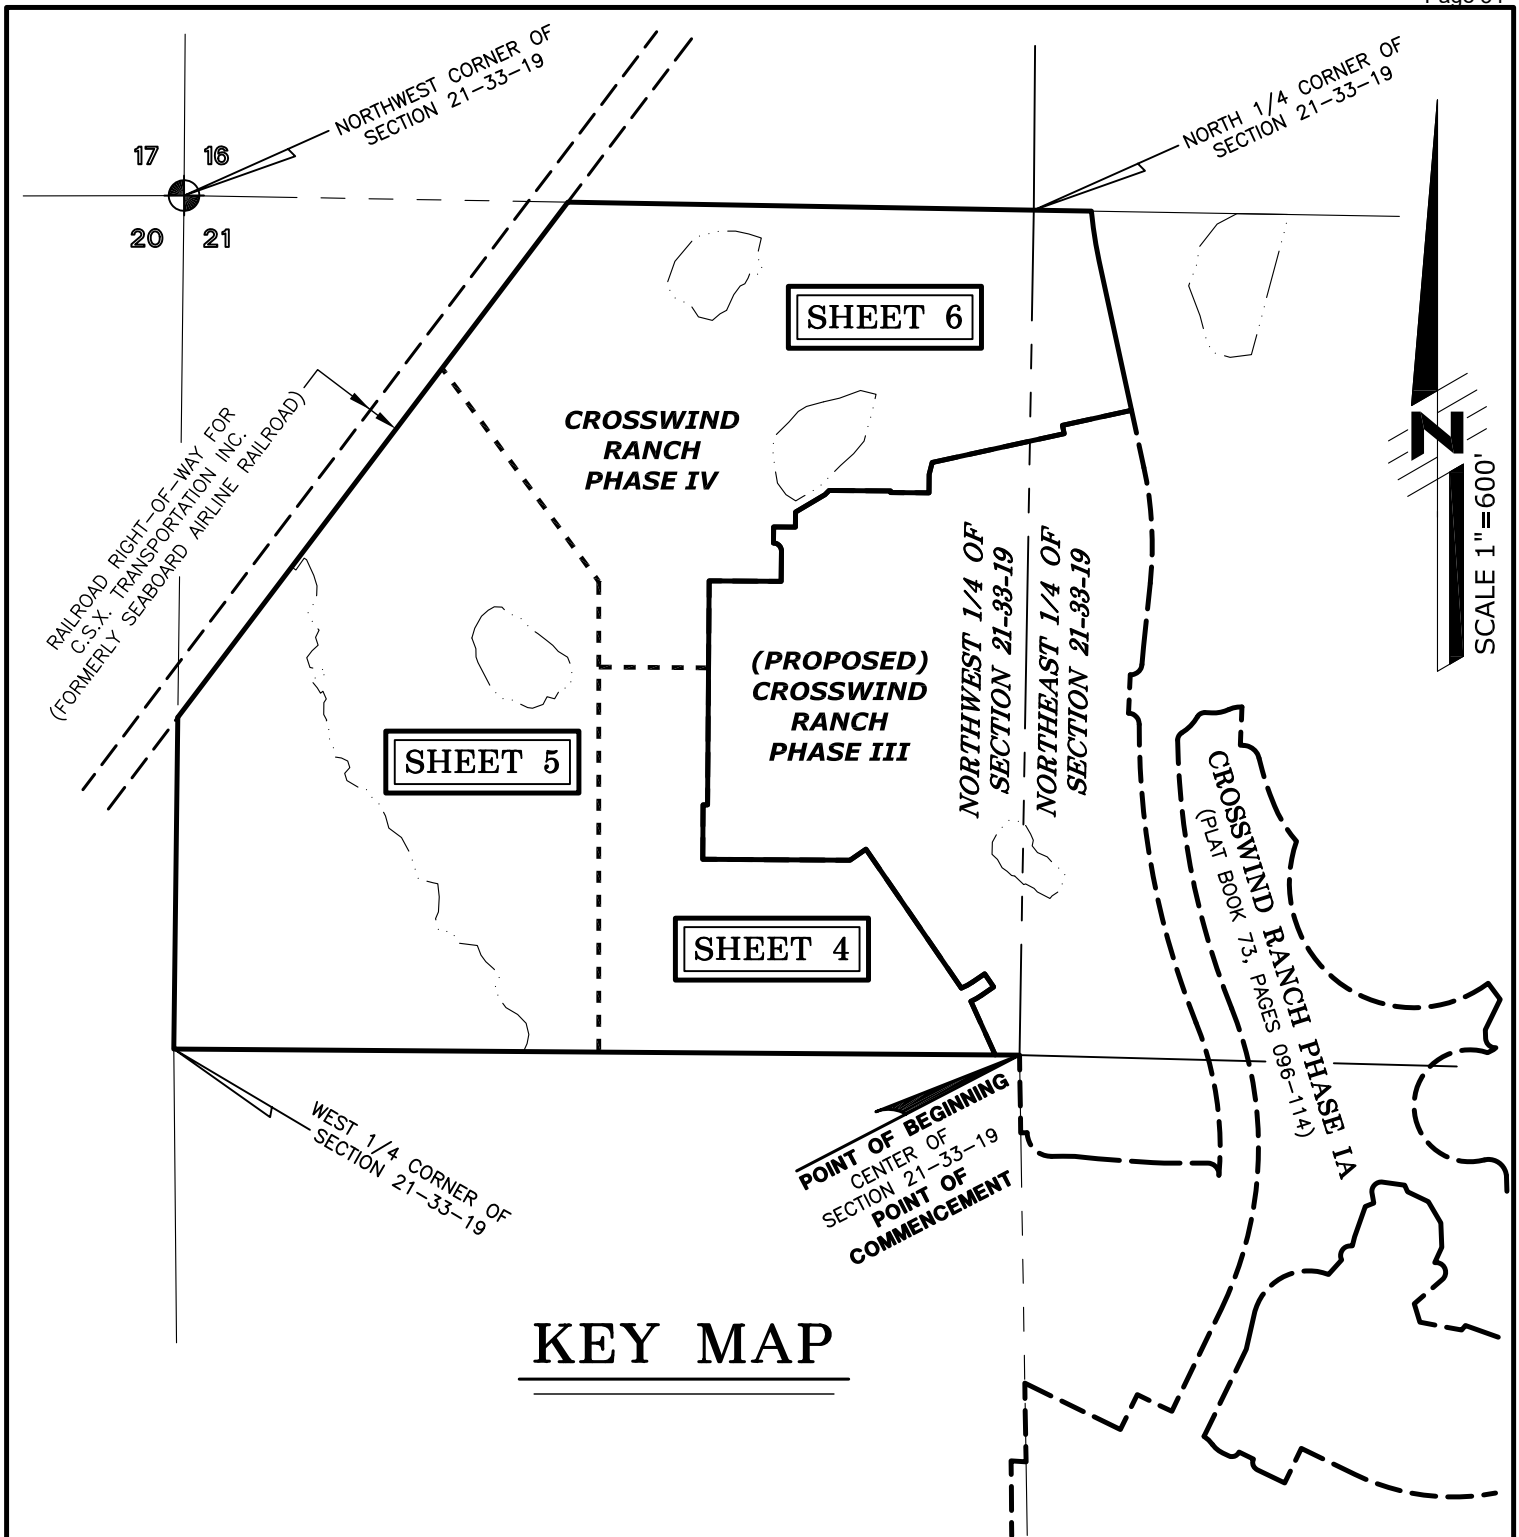 NORTHWEST CORNER OF
SECTION 21-33-19
NORTH 1/4 CORNER OF
SECTION 21-33-19
17 16
20 21
SHEET 6
RAILROAD RIGHT-OF-WAY FOR
C.S.X. TRANSPORTATION INC.
(FORMERLY SEABOARD AIRLINE RAILROAD)
CROSSWIND
RANCH
PHASE IV
N
SCALE 1"=600'
NORTHWEST 1/4 OF
SECTION 21-33-19
NORTHEAST 1/4 OF
SECTION 21-33-19
(PROPOSED)
CROSSWIND
RANCH
PHASE III
SHEET 5
CROSSWIND RANCH PHASE IA
(PLAT BOOK 73, PAGES 096-114)
SHEET 4
WEST 1/4 CORNER OF
SECTION 21-33-19
POINT OF BEGINNING
CENTER OF
SECTION 21-33-19
POINT OF
COMMENCEMENT
KEY MAP